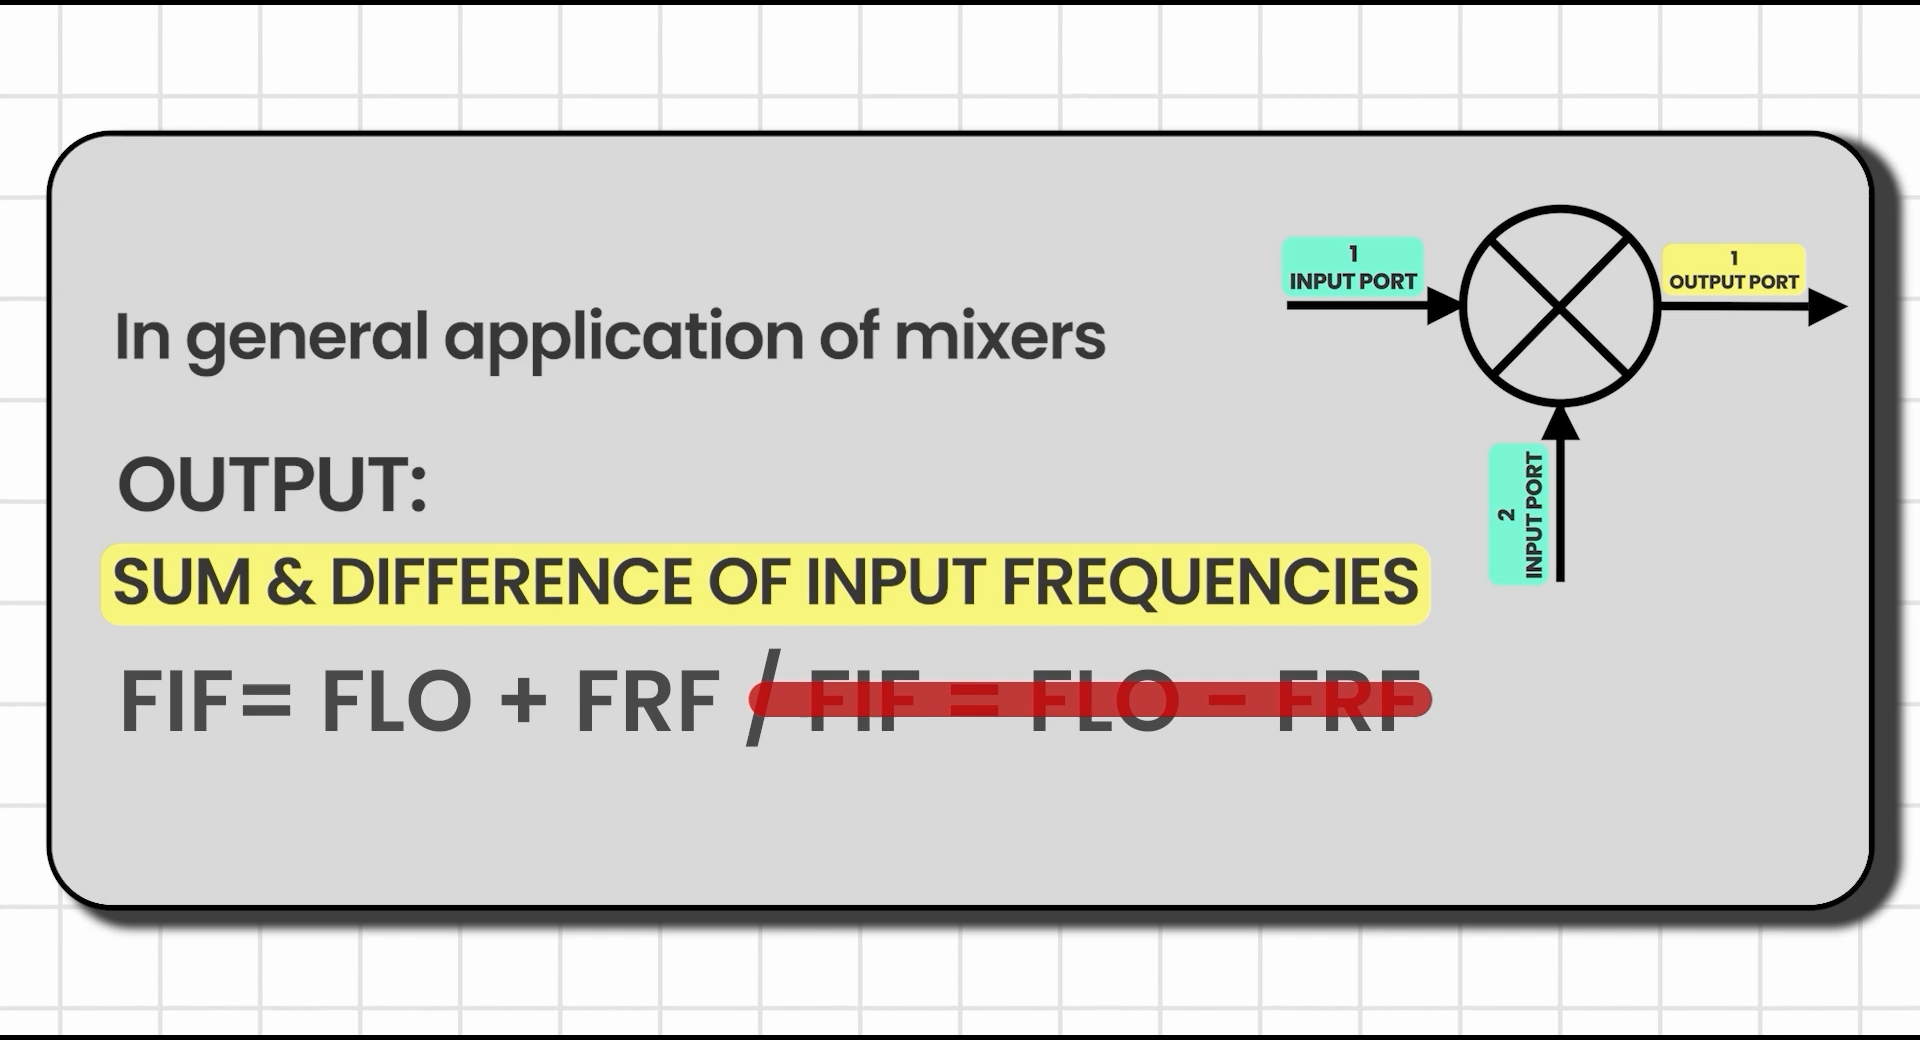 1
INPUT PORT
1
OUTPUT PORT
In general application of mixers
2
INPUT PORT
OUTPUT:
SUM & DIFFERENCE OF INPUT FREQUENCIES
FIF= FLO + FRF / FIF = FLO - FRF